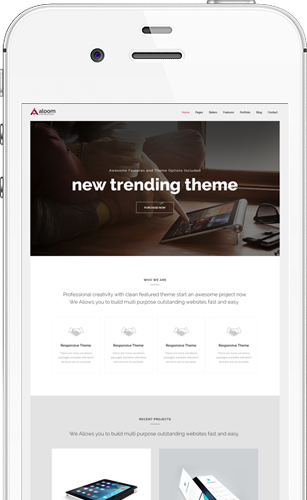 aloom
Home Pages Sliders Features Portfolio Blog Contact
Awesome Features and Theme Options Included
new trending theme
PURCHASE NOW
WHO WE ARE
Professional creativity with clean featured theme start an awesome project now
We Allows you to build multi purpose outstanding websites fast and easy.
Responsive Theme Responsive Theme Responsive Theme Responsive Theme
RECENT PROJECTS
We Allows you to build multi purpose outstanding websites fast and easy.